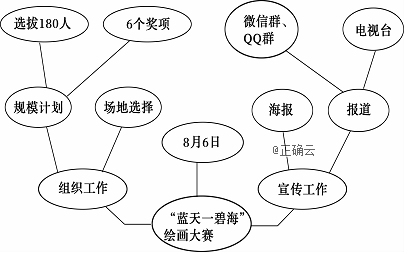 选拔180人
6个奖项
微信群、
QQ群
电视台
规模计划
场地选择
海报
报道
@正确云
8月6日
组织工作
宣传工作
“蓝天一碧海”
绘画大赛